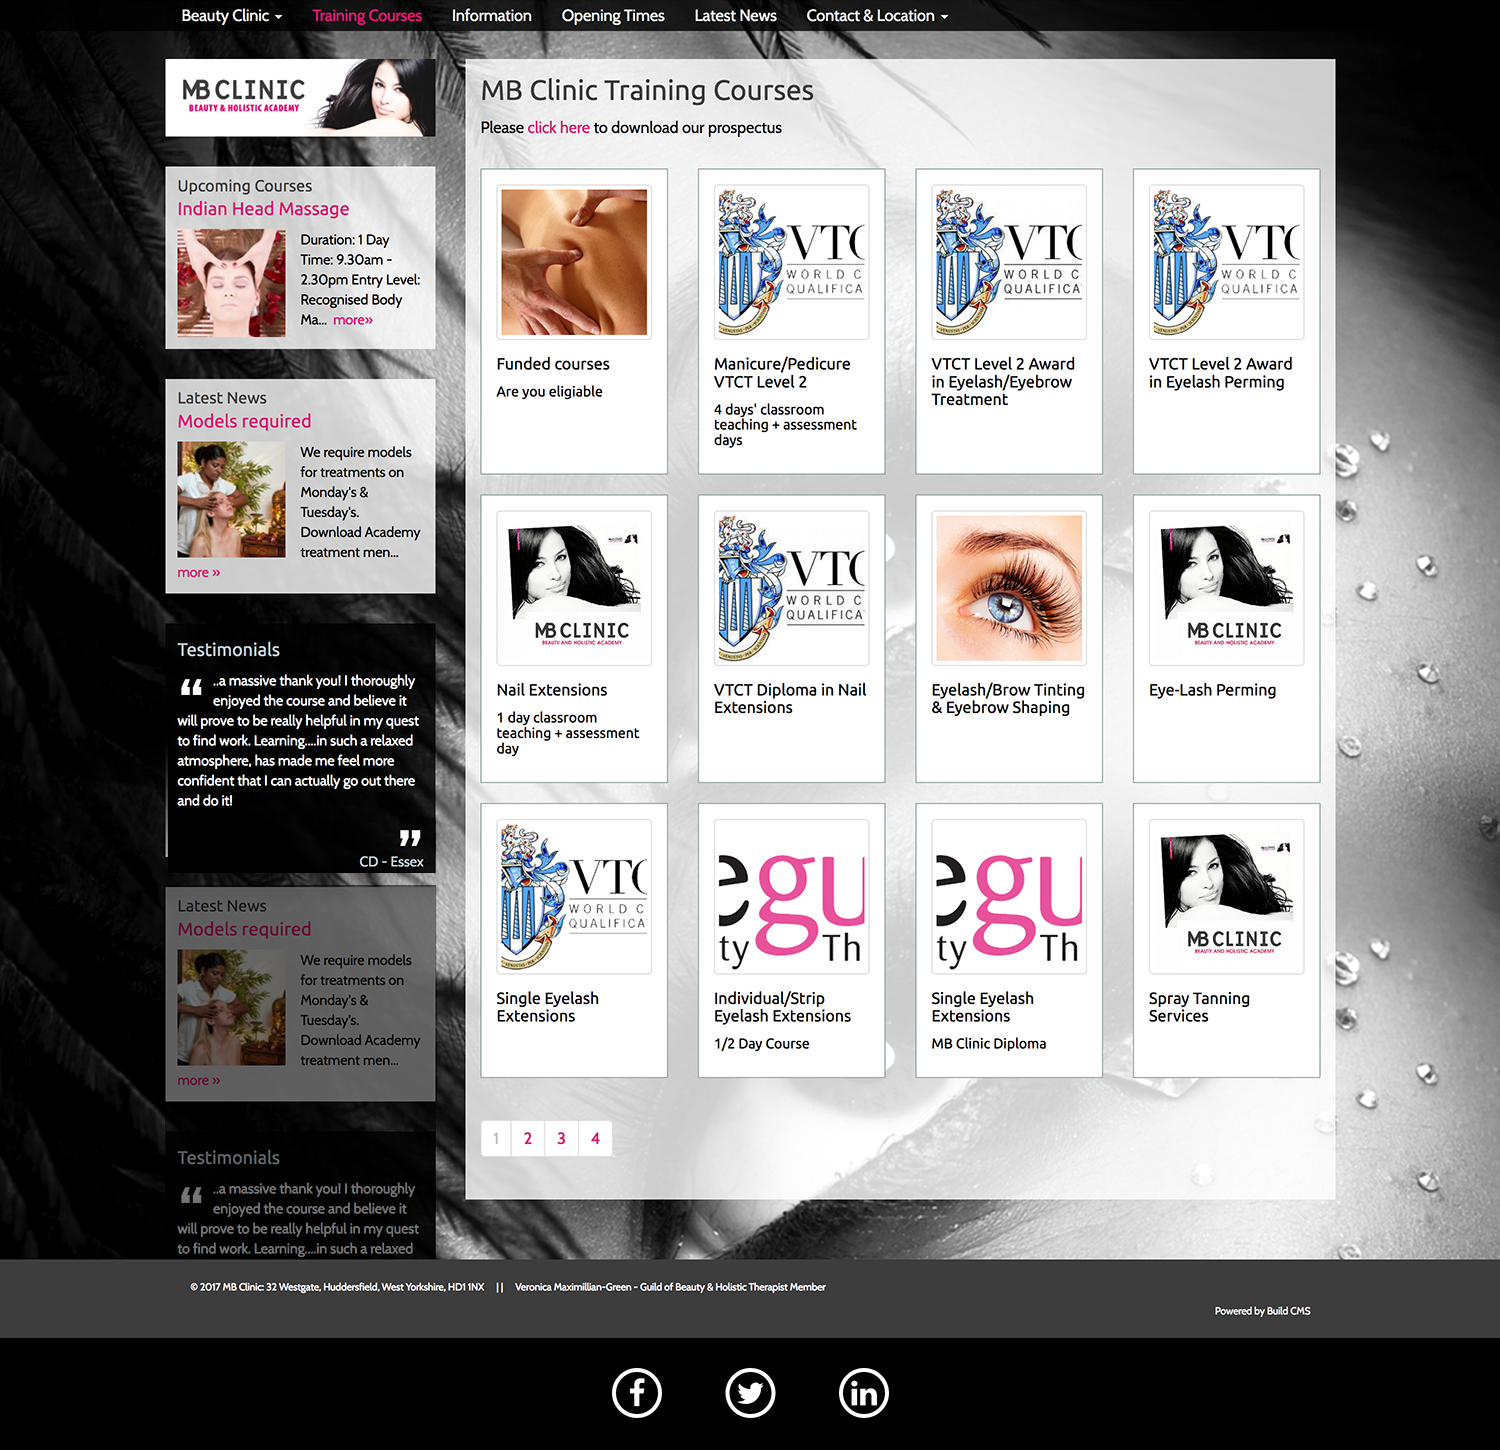 Beauty Clinic
Training Courses
Information
Opening Times
Latest News
Contact & Location
MB CLINIC
BEAUTY & HOLISTIC ACADEMY
Upcoming Courses
Indian Head Massage
Duration: 1 Day
Time: 9.30am -
2.30pm Entry Level:
Recognised Body
Ma... more»
Latest News
Models required
We require models
for treatments on
Monday's &
Tuesday's.
Download Academy
treatment men...
more »
Testimonials
“ ..a massive thank you! I thoroughly
enjoyed the course and believe it
will prove to be really helpful in my quest
to find work. Learning....in such a relaxed
atmosphere, has made me feel more
confident that I can actually go out there
and do it!
”
CD - Essex
Latest News
Models required
We require models
for treatments on
Monday's &
Tuesday's.
Download Academy
treatment men...
more »
Testimonials
“ ..a massive thank you! I thoroughly
enjoyed the course and believe it
will prove to be really helpful in my quest
to find work. Learning....in such a relaxed
MB Clinic Training Courses
Please click here to download our prospectus
Funded courses
Are you eligiable
VTC
WORLD C
QUALIFICA
Manicure/Pedicure
VTCT Level 2
4 days' classroom
teaching + assessment
days
VTC
WORLD C
QUALIFICA
VTCT Level 2 Award
in Eyelash/Eyebrow
Treatment
VTC
WORLD C
QUALIFICA
VTCT Level 2 Award
in Eyelash Perming
MB CLINIC
BEAUTY AND HOLISTIC ACADEMY
Nail Extensions
1 day classroom
teaching + assessment
day
VTC
WORLD C
QUALIFICA
VTCT Diploma in Nail
Extensions
Eyelash/Brow Tinting
& Eyebrow Shaping
MB CLINIC
BEAUTY AND HOLISTIC ACADEMY
Eye-Lash Perming
VTC
WORLD C
QUALIFICA
Single Eyelash
Extensions
egu
ty Th
Individual/Strip
Eyelash Extensions
1/2 Day Course
egu
ty Th
Single Eyelash
Extensions
MB Clinic Diploma
MB CLINIC
BEAUTY AND HOLISTIC ACADEMY
Spray Tanning
Services
1 2 3 4
© 2017 MB Clinic: 32 Westgate, Huddersfield, West Yorkshire, HD1 1NX || Veronica Maximillian-Green - Guild of Beauty & Holistic Therapist Member
Powered by Build CMS